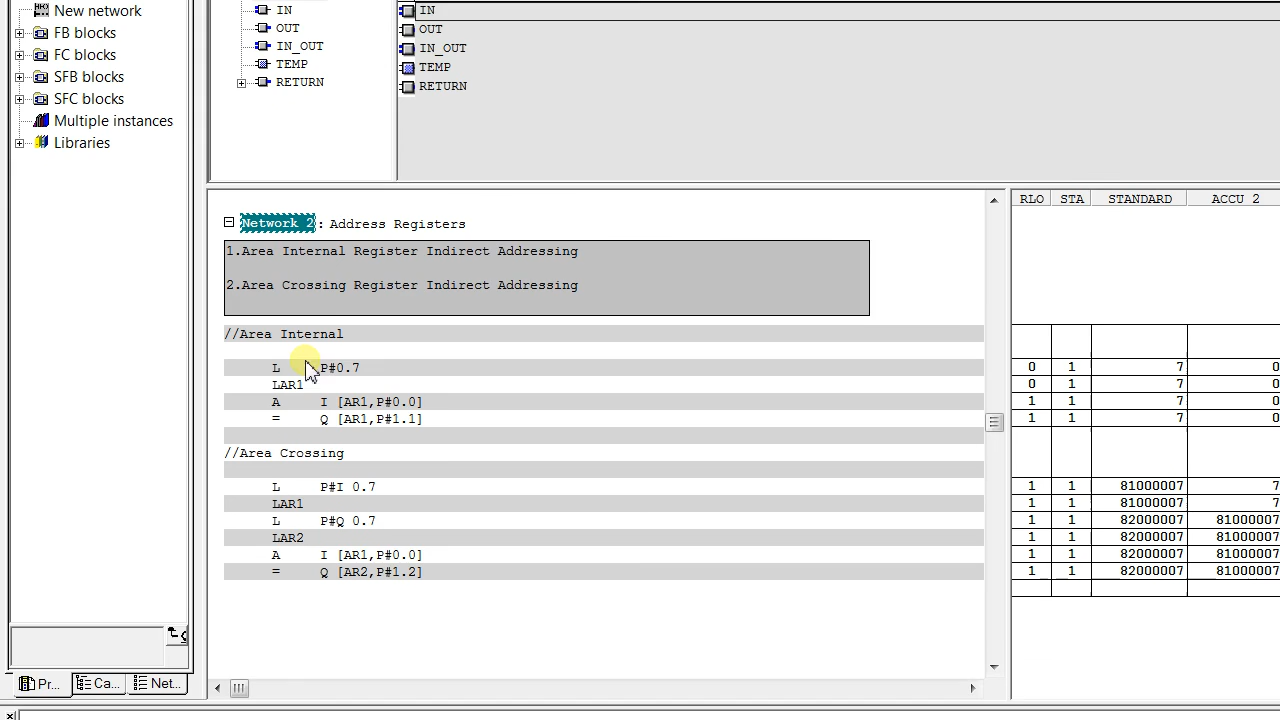 New network
FB blocks
FC blocks
SFB blocks
SFC blocks
Multiple instances
Libraries
Pr...
Ca...
Net...
IN
OUT
IN_OUT
TEMP
RETURN
IN
OUT
IN_OUT
TEMP
RETURN
Network 2 : Address Registers
1.Area Internal Register Indirect Addressing
2.Area Crossing Register Indirect Addressing
//Area Internal
L P#0.7
LAR1
A I [AR1,P#0.0]
= Q [AR1,P#1.1]
//Area Crossing
L P#I 0.7
LAR1
L P#Q 0.7
LAR2
A I [AR1,P#0.0]
= Q [AR2,P#1.2]
RLO STA STANDARD ACCU 2
0 1 7 0
0 1 7 0
1 1 7 0
1 1 7 0
1 1 81000007 7
1 1 81000007 7
1 1 82000007 81000007
1 1 82000007 81000007
1 1 82000007 81000007
1 1 82000007 81000007